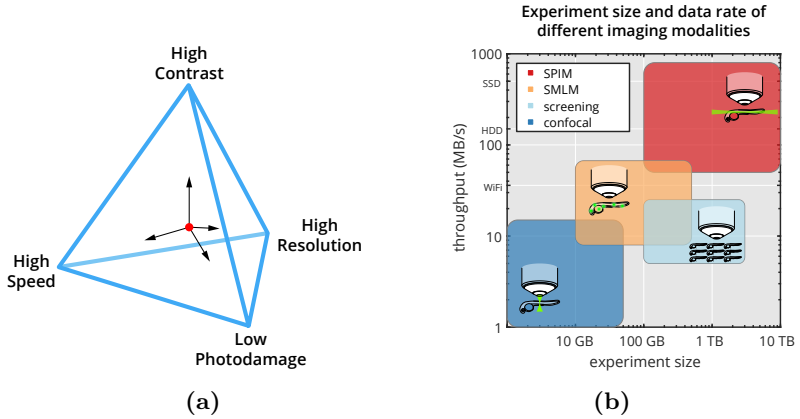 High
Contrast
High
Speed
High
Resolution
Low
Photodamage
(a)
Experiment size and data rate of
different imaging modalities
throughput (MB/s)
1000
SSD
HDD
100
WiFi
10
1
SPIM
SMLM
screening
confocal
10 GB
100 GB
1 TB
10 TB
experiment size
(b)